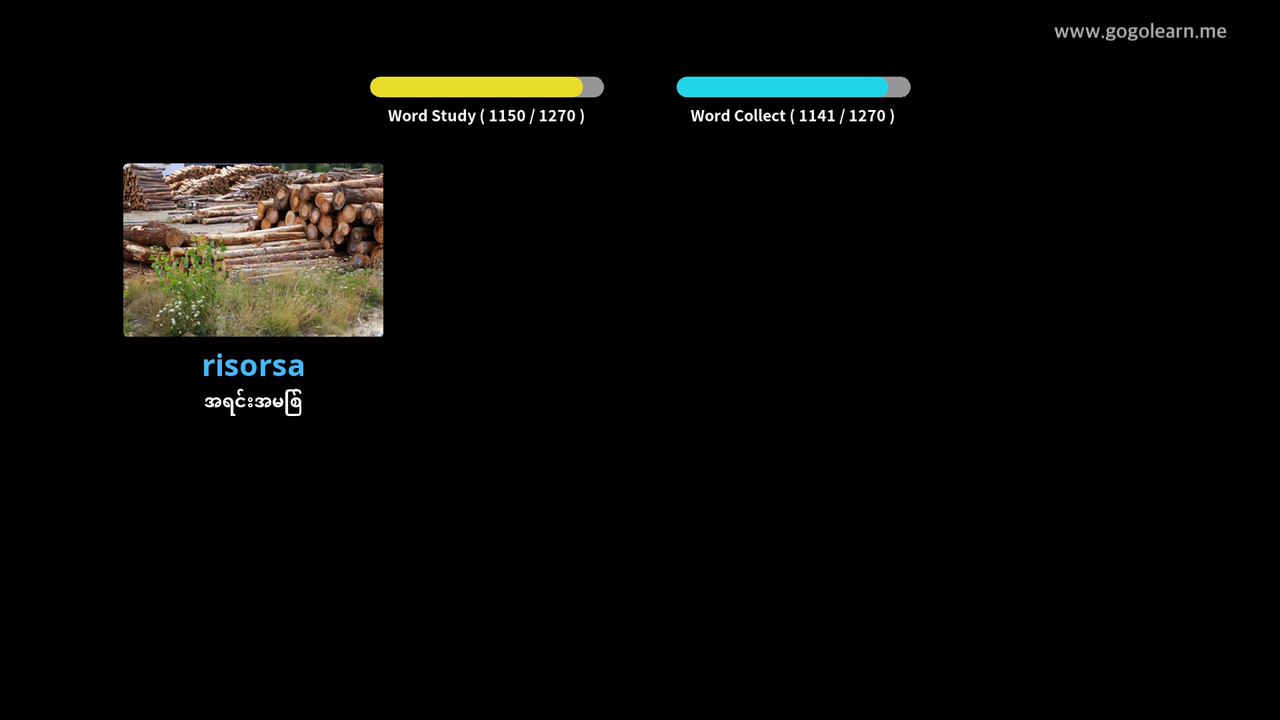 www.gogolearn.me
Word Study ( 1150 / 1270 )
Word Collect ( 1141 / 1270 )
risorsa
အရင်းအမစ်ြ